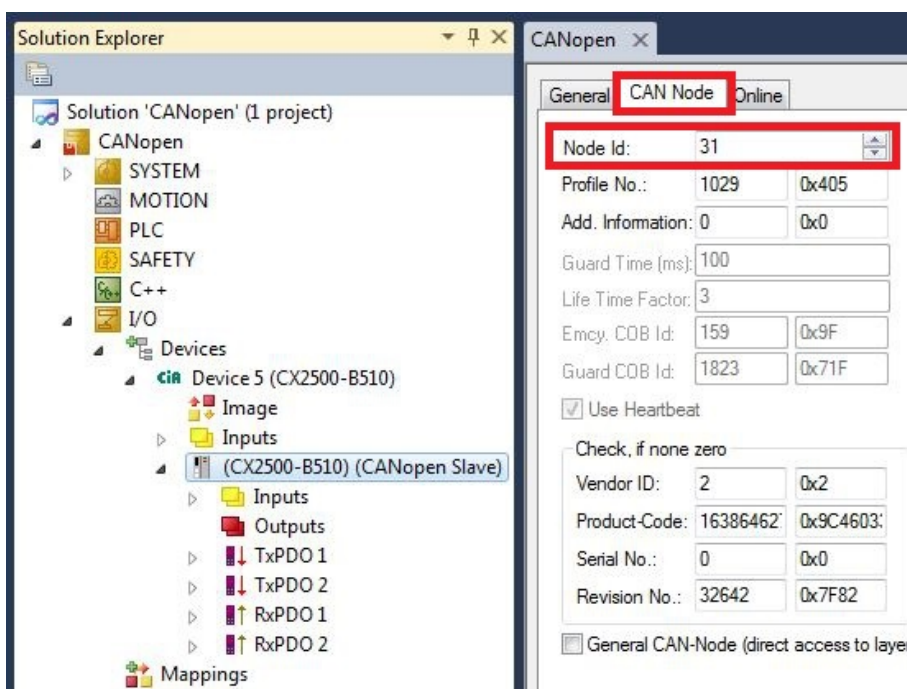 Solution Explorer
Solution 'CANopen' (1 project)
CANopen
SYSTEM
MOTION
PLC
SAFETY
C++
I/O
Devices
CiA Device 5 (CX2500-B510)
Image
Inputs
(CX2500-B510) (CANopen Slave)
Inputs
Outputs
TxPDO 1
TxPDO 2
RxPDO 1
RxPDO 2
Mappings
CANopen
General CAN Node Online
Node Id: 31
Profile No.: 1029 0x405
Add. Information: 0 0x0
Guard Time (ms): 100
Life Time Factor: 3
Emcy. COB Id: 159 0x9F
Guard COB Id: 1823 0x71F
Use Heartbeat
Check, if none zero
Vendor ID: 2 0x2
Product-Code: 16386462 0x9C4603
Serial No.: 0 0x0
Revision No.: 32642 0x7F82
General CAN-Node (direct access to laye